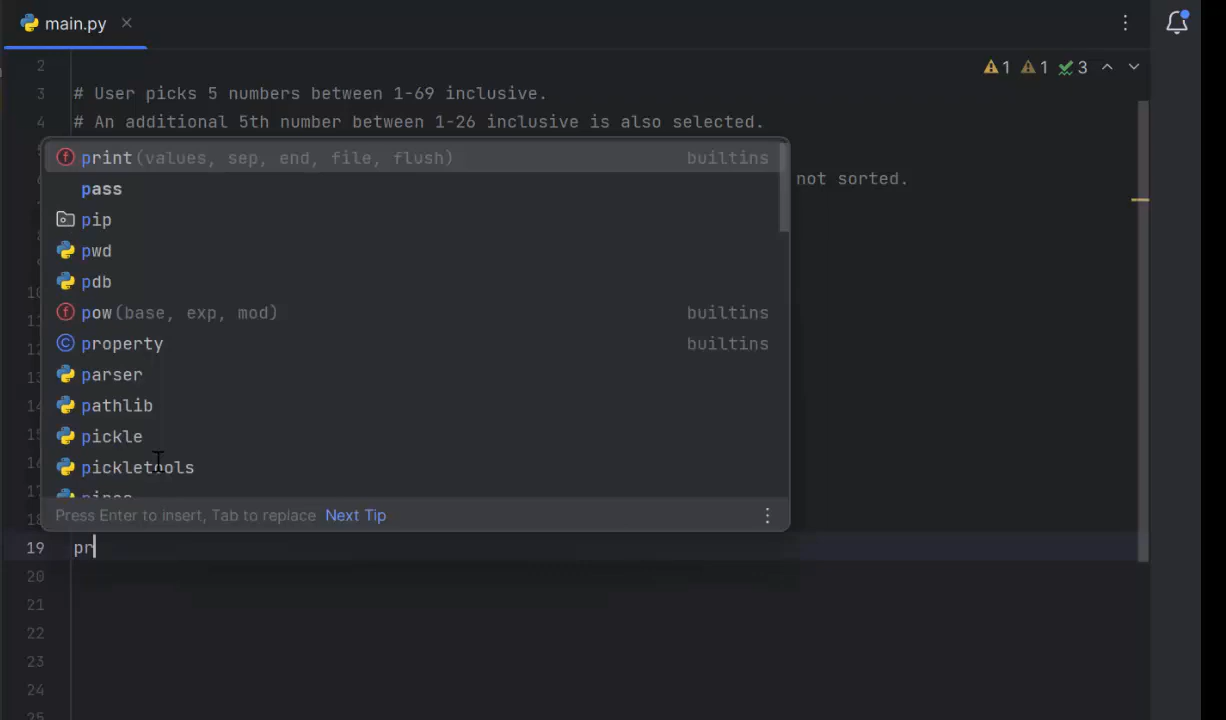 main.py
2
1 1 3
3 # User picks 5 numbers between 1-69 inclusive.
4 # An additional 5th number between 1-26 inclusive is also selected.
print(values, sep, end, file, flush) builtins
not sorted.
pass
pip
pwd
pdb
pow(base, exp, mod) builtins
property builtins
parser
pathlib
pickle
pickletools
Press Enter to insert, Tab to replace Next Tip
19 pr
20
21
22
23
24
25